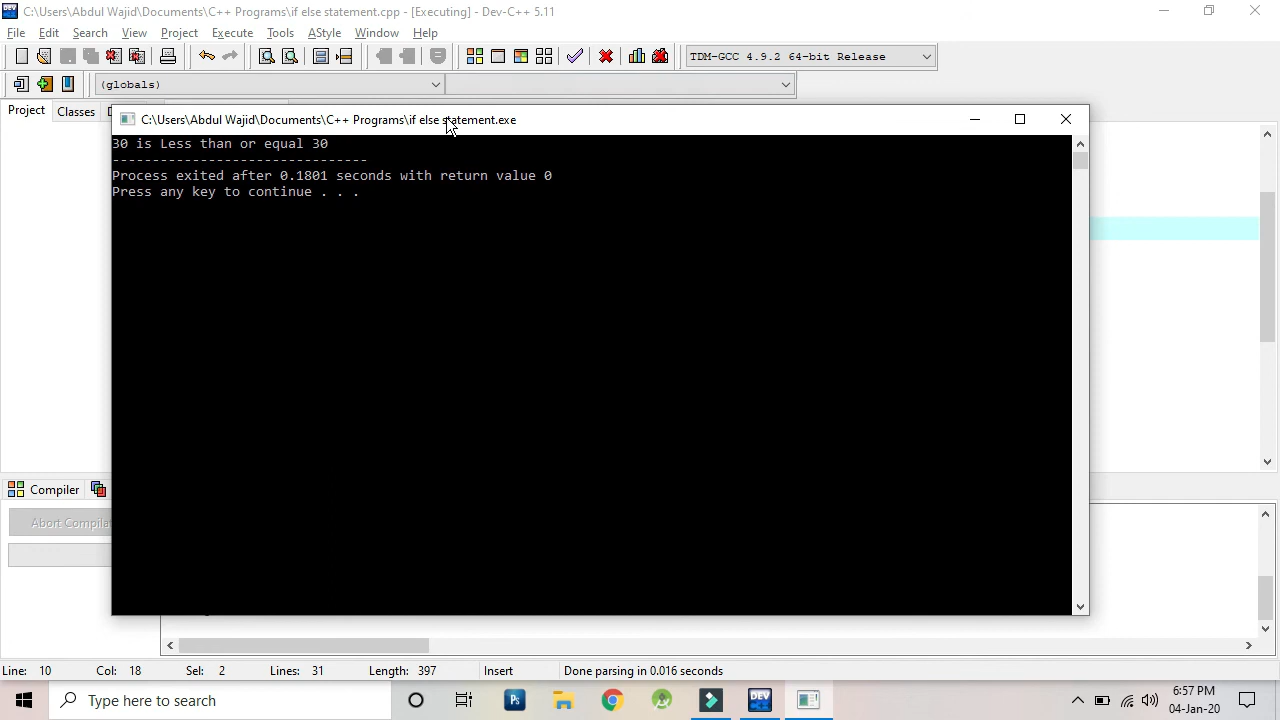 C:\Users\Abdul Wajid\Documents\C++ Programs\if else statement.cpp - [Executing] - Dev-C++ 5.11
File Edit Search View Project Execute Tools AStyle Window Help
TDM-GCC 4.9.2 64-bit Release
(globals)
Project Classes
C:\Users\Abdul Wajid\Documents\C++ Programs\if else statement.exe
30 is Less than or equal 30
--------------------------------
Process exited after 0.1801 seconds with return value 0
Press any key to continue . . .
Compiler
Abort Compila
Line: 10 Col: 18 Sel: 2 Lines: 31 Length: 397 Insert Done parsing in 0.016 seconds
Type here to search
Ps
DEV
6:57 PM
04-Jan-20